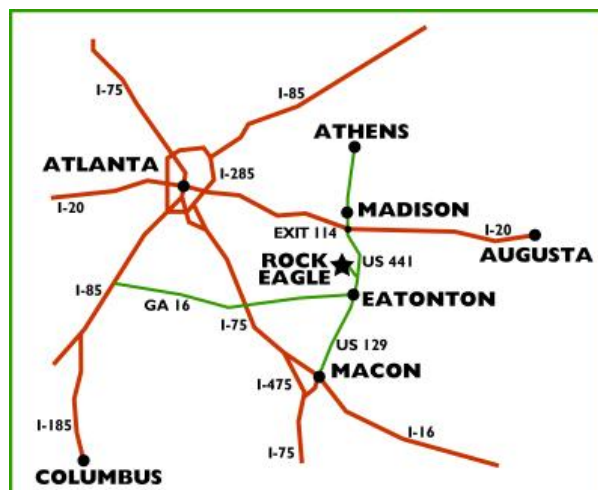 I-75
I-85
ATHENS
ATLANTA
I-285
I-20
MADISON
EXIT 114
I-20
AUGUSTA
ROCK
EAGLE
US 441
I-85
GA 16
EATONTON
I-75
US 129
MACON
I-475
I-185
I-16
I-75
COLUMBUS